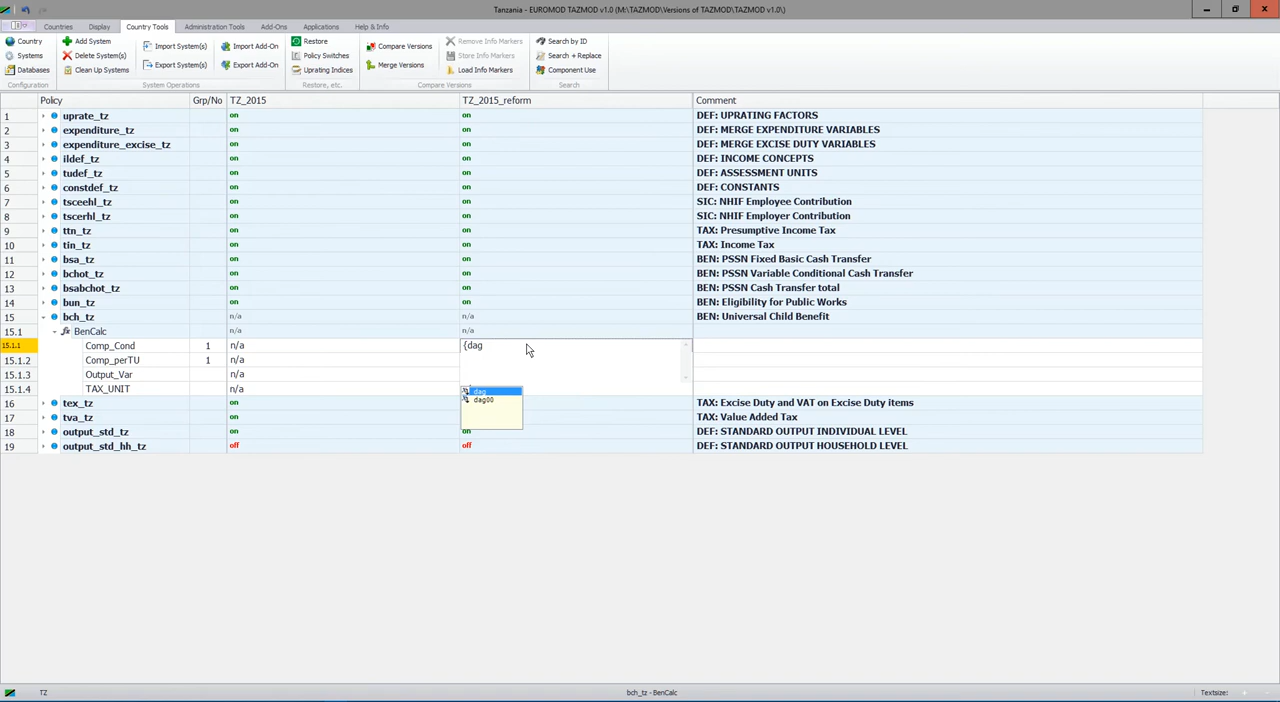 Tanzania - EUROMOD TAZMOD v1.0 (M:\TAZMOD\Versions of TAZMOD\TAZMOD v1.0\)
Countries Display Country Tools Administration Tools Add-Ons Applications Help & Info
Country Add System Import System(s) Import Add-On Restore Compare Versions Remove Info Markers Search by ID
Systems Delete System(s) Export System(s) Export Add-On Policy Switches Merge Versions Store Info Markers Search + Replace
Databases Clean Up Systems Uprating Indices Load Info Markers Component Use
Configuration System Operations Restore, etc. Compare Versions Search
Policy Grp/No TZ_2015 TZ_2015_reform Comment
1 uprate_tz on on DEF: UPRATING FACTORS
2 expenditure_tz on on DEF: MERGE EXPENDITURE VARIABLES
3 expenditure_excise_tz on on DEF: MERGE EXCISE DUTY VARIABLES
4 ildef_tz on on DEF: INCOME CONCEPTS
5 tudef_tz on on DEF: ASSESSMENT UNITS
6 constdef_tz on on DEF: CONSTANTS
7 tsceehl_tz on on SIC: NHIF Employee Contribution
8 tscerhl_tz on on SIC: NHIF Employer Contribution
9 ttn_tz on on TAX: Presumptive Income Tax
10 tin_tz on on TAX: Income Tax
11 bsa_tz on on BEN: PSSN Fixed Basic Cash Transfer
12 bchot_tz on on BEN: PSSN Variable Conditional Cash Transfer
13 bsabchot_tz on on BEN: PSSN Cash Transfer total
14 bun_tz on on BEN: Eligibility for Public Works
15 bch_tz n/a n/a BEN: Universal Child Benefit
15.1 BenCalc n/a n/a
15.1.1 Comp_Cond 1 n/a {dag
15.1.2 Comp_perTU 1 n/a
15.1.3 Output_Var n/a
15.1.4 TAX_UNIT n/a dag
dag00
16 tex_tz on TAX: Excise Duty and VAT on Excise Duty items
17 tva_tz on TAX: Value Added Tax
18 output_std_tz on on DEF: STANDARD OUTPUT INDIVIDUAL LEVEL
19 output_std_hh_tz off off DEF: STANDARD OUTPUT HOUSEHOLD LEVEL
TZ bch_tz - BenCalc Textsize: